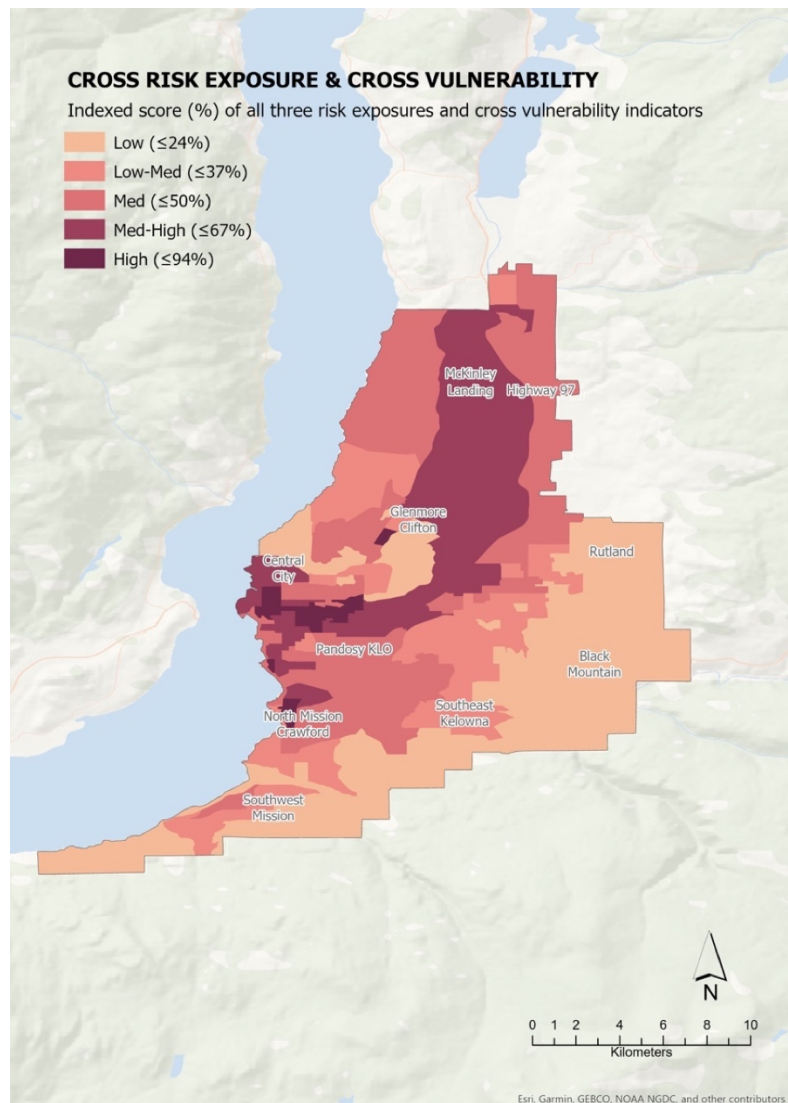 CROSS RISK EXPOSURE & CROSS VULNERABILITY
Indexed score (%) of all three risk exposures and cross vulnerability indicators
Low (≤24%)
Low-Med (≤37%)
Med (≤50%)
Med-High (≤67%)
High (≤94%)
McKinley
Landing
Highway 97
Glenmore
Clifton
Rutland
Central
City
Pandosy KLO
Black
Mountain
Southeast
Kelowna
North Mission
Crawford
Southwest
Mission
N
0 1 2 4 6 8 10
Kilometers
Esri, Garmin, GEBCO, NOAA NGDC, and other contributors